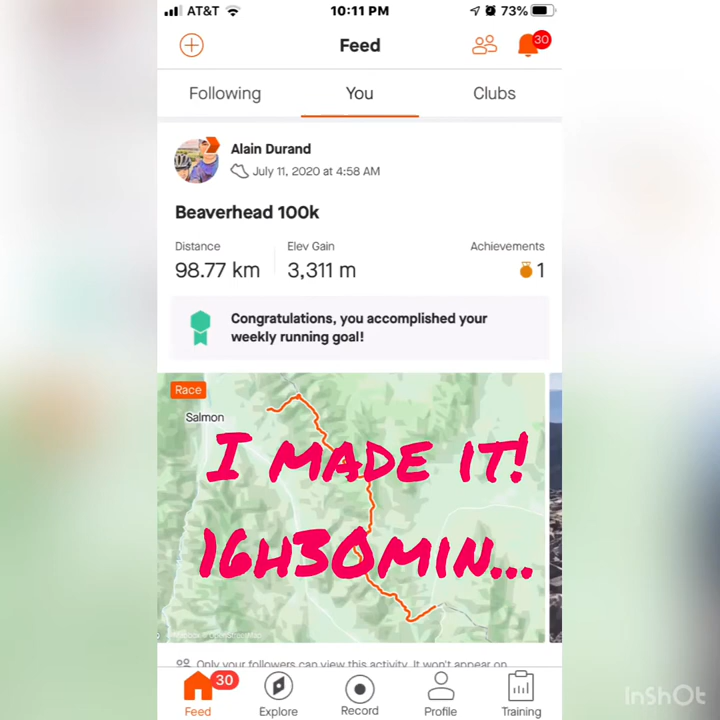 AT&T 10:11 PM 73%
Feed 30
Following You Clubs
Alain Durand
July 11, 2020 at 4:58 AM
Beaverhead 100k
Distance Elev Gain Achievements
98.77 km 3,311 m 1
Congratulations, you accomplished your
weekly running goal!
Race
Salmon
I MADE IT!
16H30MIN...
Only your followers can view this activity. It won't appear on
30
Feed Explore Record Profile Training
InShOt